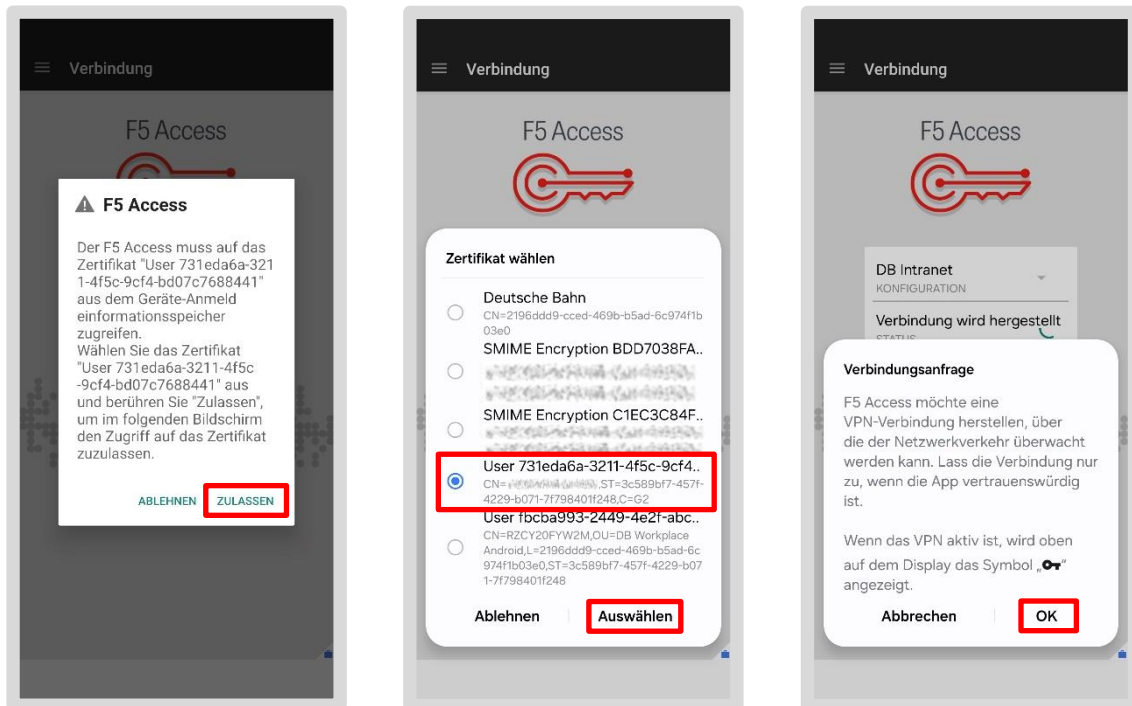 Verbindung
F5 Access
F5 Access
Der F5 Access muss auf das
Zertifikat "User 731eda6a-321
1-4f5c-9cf4-bd07c7688441"
aus dem Geräte-Anmeld
einformationsspeicher
zugreifen.
Wählen Sie das Zertifikat
"User 731eda6a-3211-4f5c
-9cf4-bd07c7688441" aus
und berühren Sie "Zulassen",
um im folgenden Bildschirm
den Zugriff auf das Zertifikat
zuzulassen.
ABLEHNEN ZULASSEN
Verbindung
F5 Access
Zertifikat wählen
Deutsche Bahn
CN=2196ddd9-cced-469b-b5ad-6c974f1b
03e0
SMIME Encryption BDD7038FA..
SMIME Encryption C1EC3C84F..
User 731eda6a-3211-4f5c-9cf4..
CN= ,ST=3c589bf7-457f-
4229-b071-7f798401f248,C=G2
User fbcba993-2449-4e2f-abc..
CN=RZCY20FYW2M,OU=DB Workplace
Android,L=2196ddd9-cced-469b-b5ad-6c
974f1b03e0,ST=3c589bf7-457f-4229-b07
1-7f798401f248
Ablehnen Auswählen
Verbindung
F5 Access
DB Intranet
KONFIGURATION
Verbindung wird hergestellt
STATUS
Verbindungsanfrage
F5 Access möchte eine
VPN-Verbindung herstellen, über
die der Netzwerkverkehr überwacht
werden kann. Lass die Verbindung nur
zu, wenn die App vertrauenswürdig
ist.
Wenn das VPN aktiv ist, wird oben
auf dem Display das Symbol „ "
angezeigt.
Abbrechen OK